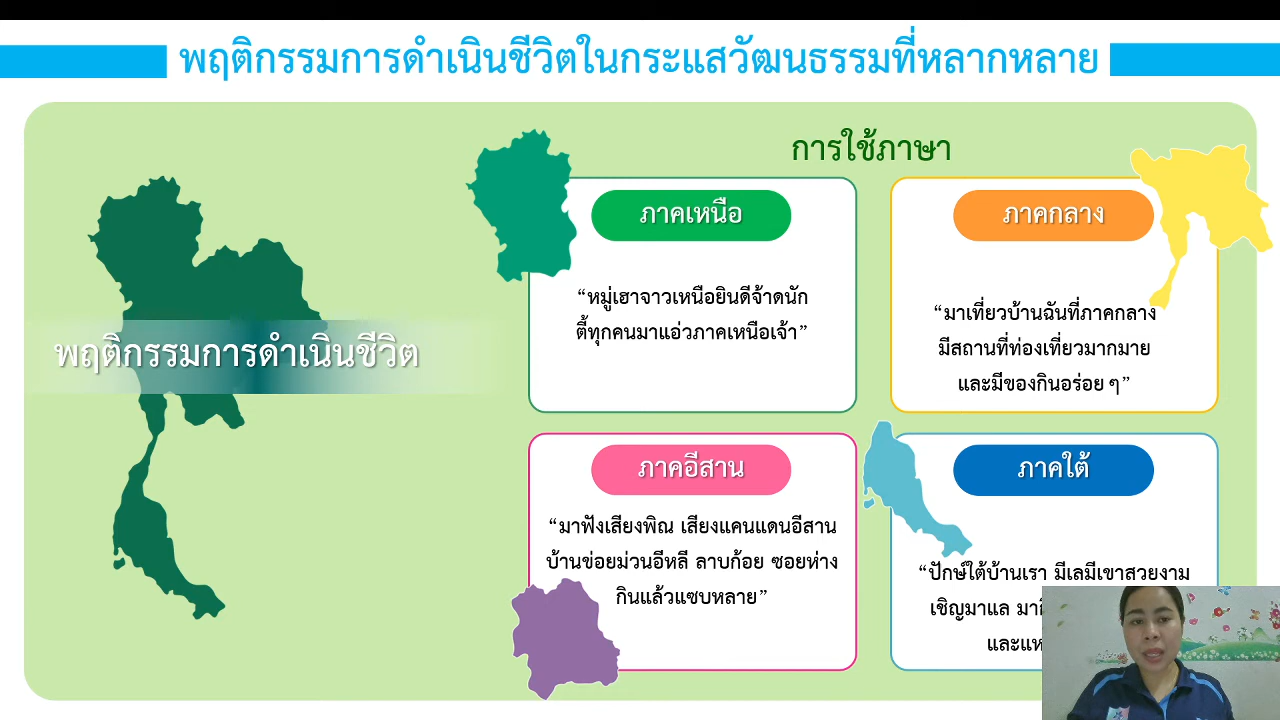 พฤติกรรมการดำเนินชีวิตในกระแสวัฒนธรรมที่หลากหลาย
พฤติกรรมการดำเนินชีวิต
การใช้ภาษา
ภาคเหนือ
“หมู่เฮาจาวเหนือยินดีจ้าดนัก
ตี้ทุกคนมาแอ่วภาคเหนือเจ้า”
ภาคกลาง
“มาเที่ยวบ้านฉันที่ภาคกลาง
มีสถานที่ท่องเที่ยวมากมาย
และมีของกินอร่อย ๆ”
ภาคอีสาน
“มาฟังเสียงพิณ เสียงแคนแดนอีสาน
บ้านข่อยม่วนอีหลี ลาบก้อย ซอยห่าง
กินแล้วแซบหลาย”
ภาคใต้
“ปักษ์ใต้บ้านเรา มีเลมีเขาสวยงาม
เชิญมาแล